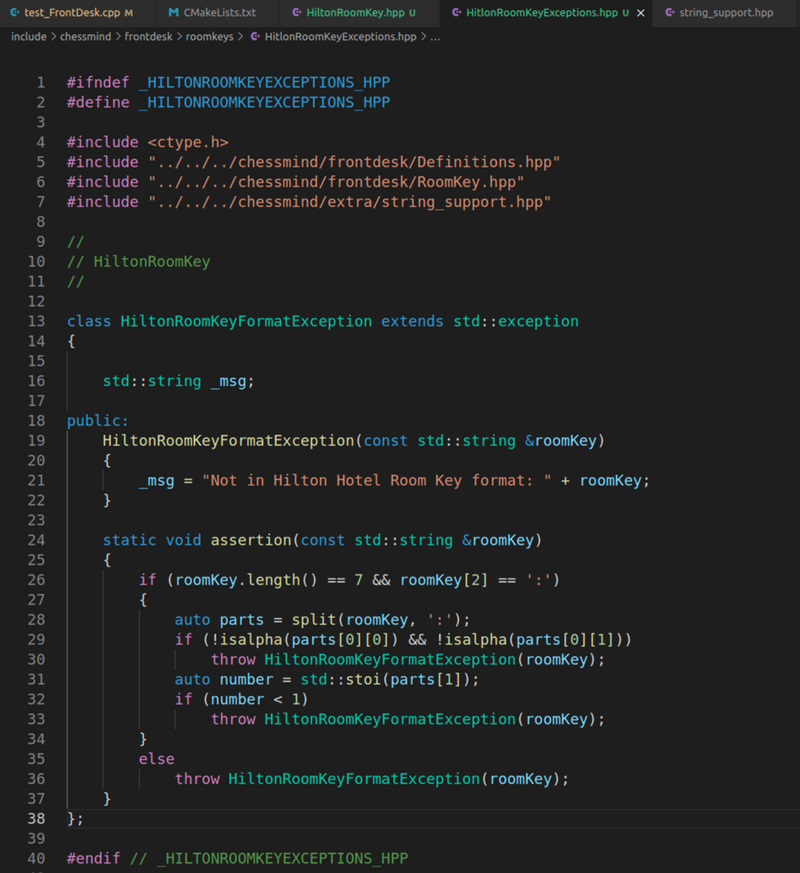 test_FrontDesk.cpp M CMakeLists.txt HiltonRoomKey.hpp U HitlonRoomKeyExceptions.hpp U × string_support.hpp
include > chessmind > frontdesk > roomkeys > HitlonRoomKeyExceptions.hpp > ...
1 #ifndef _HILTONROOMKEYEXCEPTIONS_HPP
2 #define _HILTONROOMKEYEXCEPTIONS_HPP
3
4 #include <ctype.h>
5 #include "../../../chessmind/frontdesk/Definitions.hpp"
6 #include "../../../chessmind/frontdesk/RoomKey.hpp"
7 #include "../../../chessmind/extra/string_support.hpp"
8
9 //
10 // HiltonRoomKey
11 //
12
13 class HiltonRoomKeyFormatException extends std::exception
14 {
15
16 std::string _msg;
17
18 public:
19 HiltonRoomKeyFormatException(const std::string &roomKey)
20 {
21 _msg = "Not in Hilton Hotel Room Key format: " + roomKey;
22 }
23
24 static void assertion(const std::string &roomKey)
25 {
26 if (roomKey.length() == 7 && roomKey[2] == ':')
27 {
28 auto parts = split(roomKey, ':');
29 if (!isalpha(parts[0][0]) && !isalpha(parts[0][1]))
30 throw HiltonRoomKeyFormatException(roomKey);
31 auto number = std::stoi(parts[1]);
32 if (number < 1)
33 throw HiltonRoomKeyFormatException(roomKey);
34 }
35 else
36 throw HiltonRoomKeyFormatException(roomKey);
37 }
38 };
39
40 #endif // _HILTONROOMKEYEXCEPTIONS_HPP